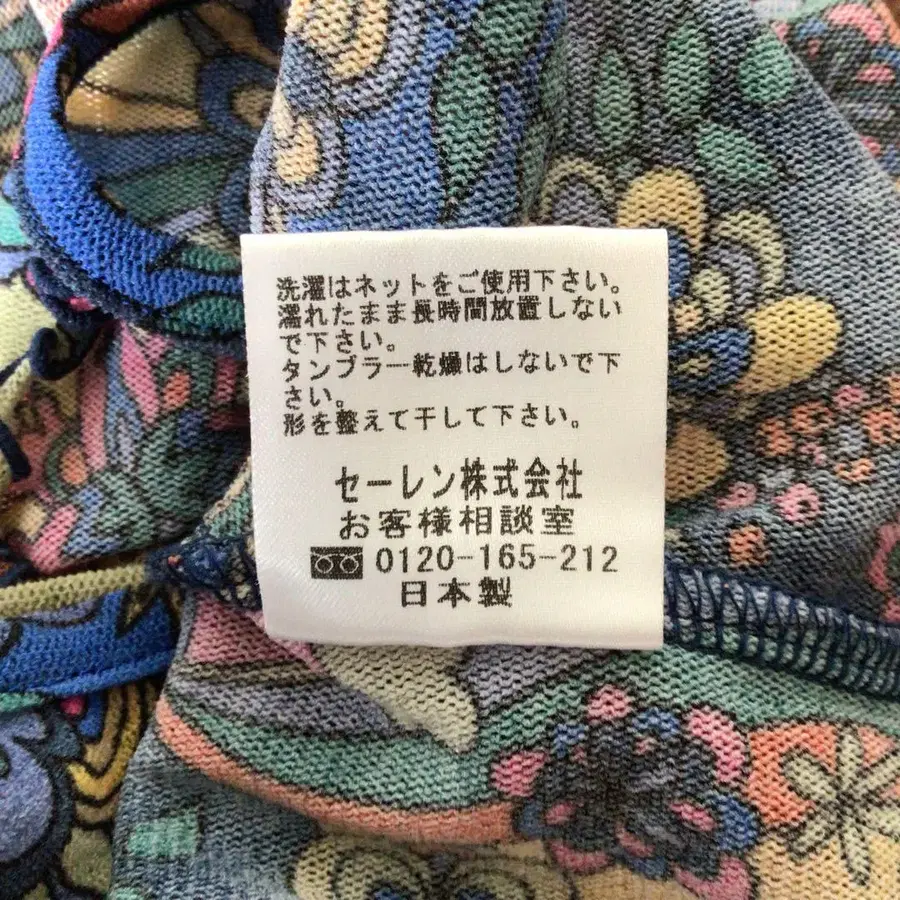 洗濯はネットをご使用下さい。
濡れたまま長時間放置しない
で下さい。
タンブラー乾燥はしないで下
さい。
形を整えて干して下さい。
セーレン株式会社
お客様相談室
0120-165-212
日本製